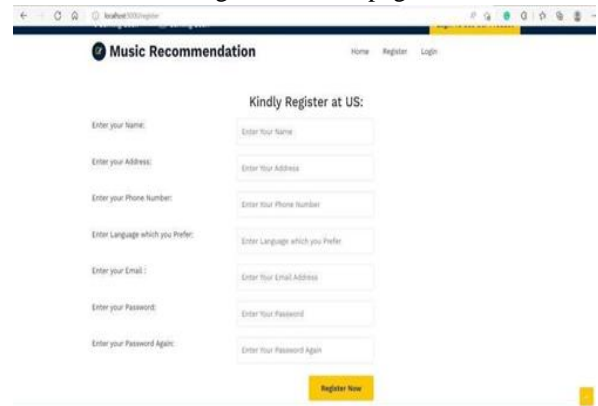 localhost:5000/register
Music Recommendation
Home Register Login
Kindly Register at US:
Enter your Name:
Enter Your Name
Enter your Address:
Enter Your Address
Enter your Phone Number:
Enter Your Phone Number
Enter Language which you Prefer:
Enter Language which you Prefer
Enter your Email :
Enter Your Email Address
Enter your Password:
Enter Your Password
Enter your Password Again:
Enter Your Password Again
Register Now